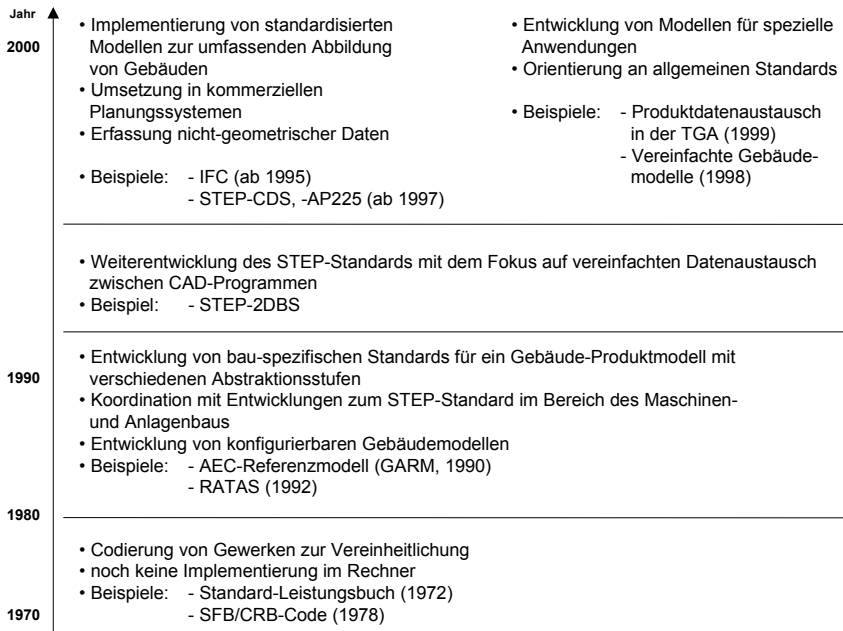 Jahr
2000
• Implementierung von standardisierten
Modellen zur umfassenden Abbildung
von Gebäuden
• Umsetzung in kommerziellen
Planungssystemen
• Erfassung nicht-geometrischer Daten
• Beispiele: - IFC (ab 1995)
- STEP-CDS, -AP225 (ab 1997)
• Entwicklung von Modellen für spezielle
Anwendungen
• Orientierung an allgemeinen Standards
• Beispiele: - Produktdatenaustausch
in der TGA (1999)
- Vereinfachte Gebäude-
modelle (1998)
• Weiterentwicklung des STEP-Standards mit dem Fokus auf vereinfachten Datenaustausch
zwischen CAD-Programmen
• Beispiel: - STEP-2DBS
1990
• Entwicklung von bau-spezifischen Standards für ein Gebäude-Produktmodell mit
verschiedenen Abstraktionsstufen
• Koordination mit Entwicklungen zum STEP-Standard im Bereich des Maschinen-
und Anlagenbaus
• Entwicklung von konfigurierbaren Gebäudemodellen
• Beispiele: - AEC-Referenzmodell (GARM, 1990)
- RATAS (1992)
1980
• Codierung von Gewerken zur Vereinheitlichung
• noch keine Implementierung im Rechner
• Beispiele: - Standard-Leistungsbuch (1972)
- SFB/CRB-Code (1978)
1970